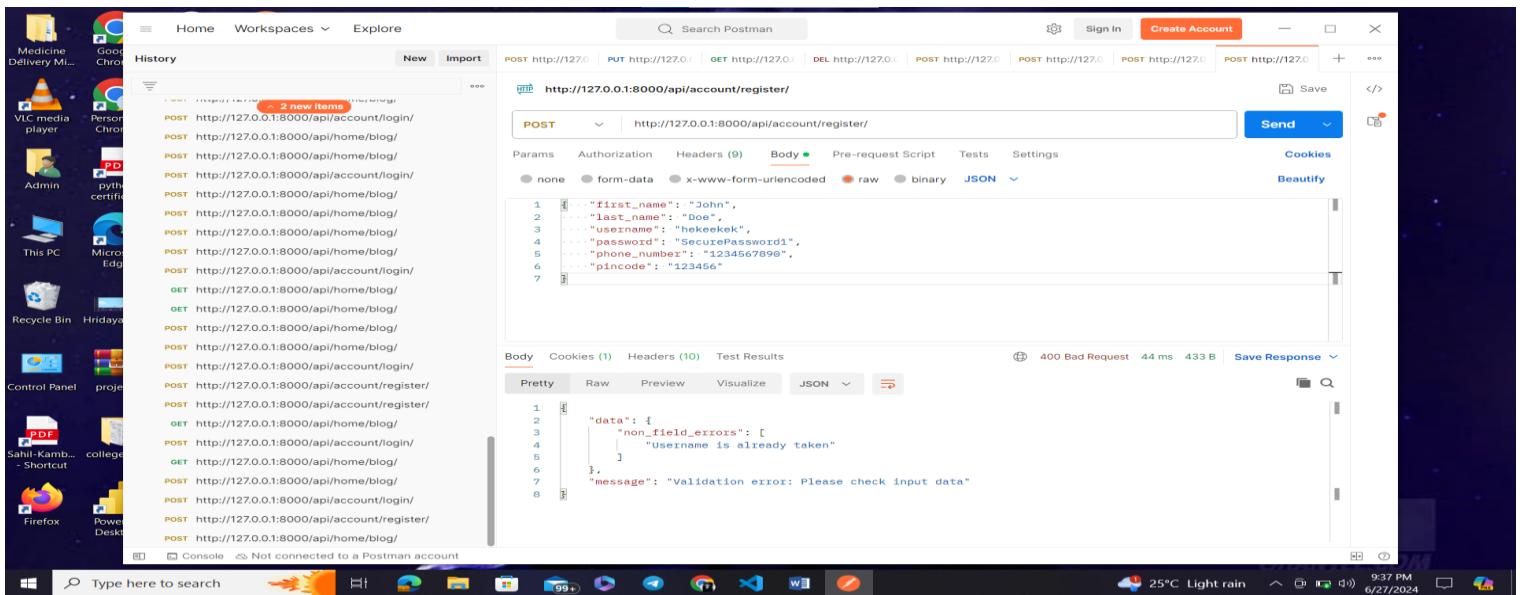 Home Workspaces Explore
Search Postman
Sign In Create Account
Medicine
Delivery Mi...
Goog
Chro
VLC media
player
Person
Chro
Admin
pyth
certific
This PC
Micros
Edg
Recycle Bin
Hridaya
Control Panel
proje
PDF
Sahil-Kamb...
- Shortcut
college
Firefox
Powe
Deskt
History New Import
2 new items
POST http://127.0.0.1:8000/api/account/login/
POST http://127.0.0.1:8000/api/home/blog/
POST http://127.0.0.1:8000/api/home/blog/
POST http://127.0.0.1:8000/api/account/login/
POST http://127.0.0.1:8000/api/home/blog/
POST http://127.0.0.1:8000/api/home/blog/
POST http://127.0.0.1:8000/api/home/blog/
POST http://127.0.0.1:8000/api/home/blog/
POST http://127.0.0.1:8000/api/account/login/
GET http://127.0.0.1:8000/api/home/blog/
GET http://127.0.0.1:8000/api/home/blog/
POST http://127.0.0.1:8000/api/home/blog/
POST http://127.0.0.1:8000/api/home/blog/
POST http://127.0.0.1:8000/api/account/login/
POST http://127.0.0.1:8000/api/account/register/
POST http://127.0.0.1:8000/api/account/register/
GET http://127.0.0.1:8000/api/home/blog/
POST http://127.0.0.1:8000/api/account/login/
GET http://127.0.0.1:8000/api/home/blog/
POST http://127.0.0.1:8000/api/home/blog/
POST http://127.0.0.1:8000/api/account/login/
POST http://127.0.0.1:8000/api/account/register/
POST http://127.0.0.1:8000/api/home/blog/
POST http://127.0 PUT http://127.0. GET http://127.0. DEL http://127.0. POST http://127.0 POST http://127.0 POST http://127.0 POST http://127.0
HTTP http://127.0.0.1:8000/api/account/register/ Save
POST http://127.0.0.1:8000/api/account/register/ Send
Params Authorization Headers (9) Body Pre-request Script Tests Settings Cookies
none form-data x-www-form-urlencoded raw binary JSON Beautify
1 { "first_name": "John",
2 "last_name": "Doe",
3 "username": "hekeekek",
4 "password": "SecurePassword1",
5 "phone_number": "1234567890",
6 "pincode": "123456"
7 }
Body Cookies (1) Headers (10) Test Results 400 Bad Request 44 ms 433 B Save Response
Pretty Raw Preview Visualize JSON
1 {
2 "data": {
3 "non_field_errors": [
4 "Username is already taken"
5 ]
6 },
7 "message": "Validation error: Please check input data"
8 }
Console Not connected to a Postman account
Type here to search
99+
25°C Light rain
9:37 PM
6/27/2024